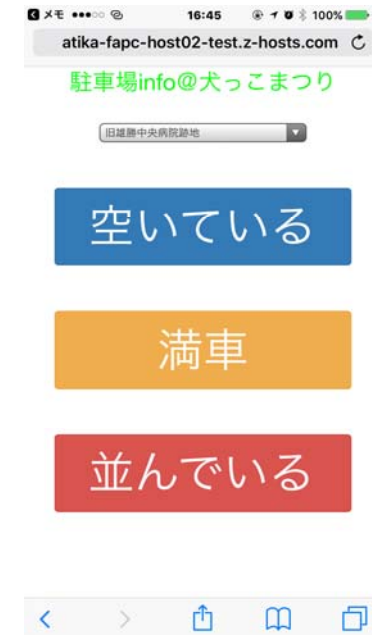 メモ 16:45 100%
atika-fapc-host02-test.z-hosts.com
駐車場info@犬っこまつり
旧雄勝中央病院跡地
空いている
満車
並んでいる